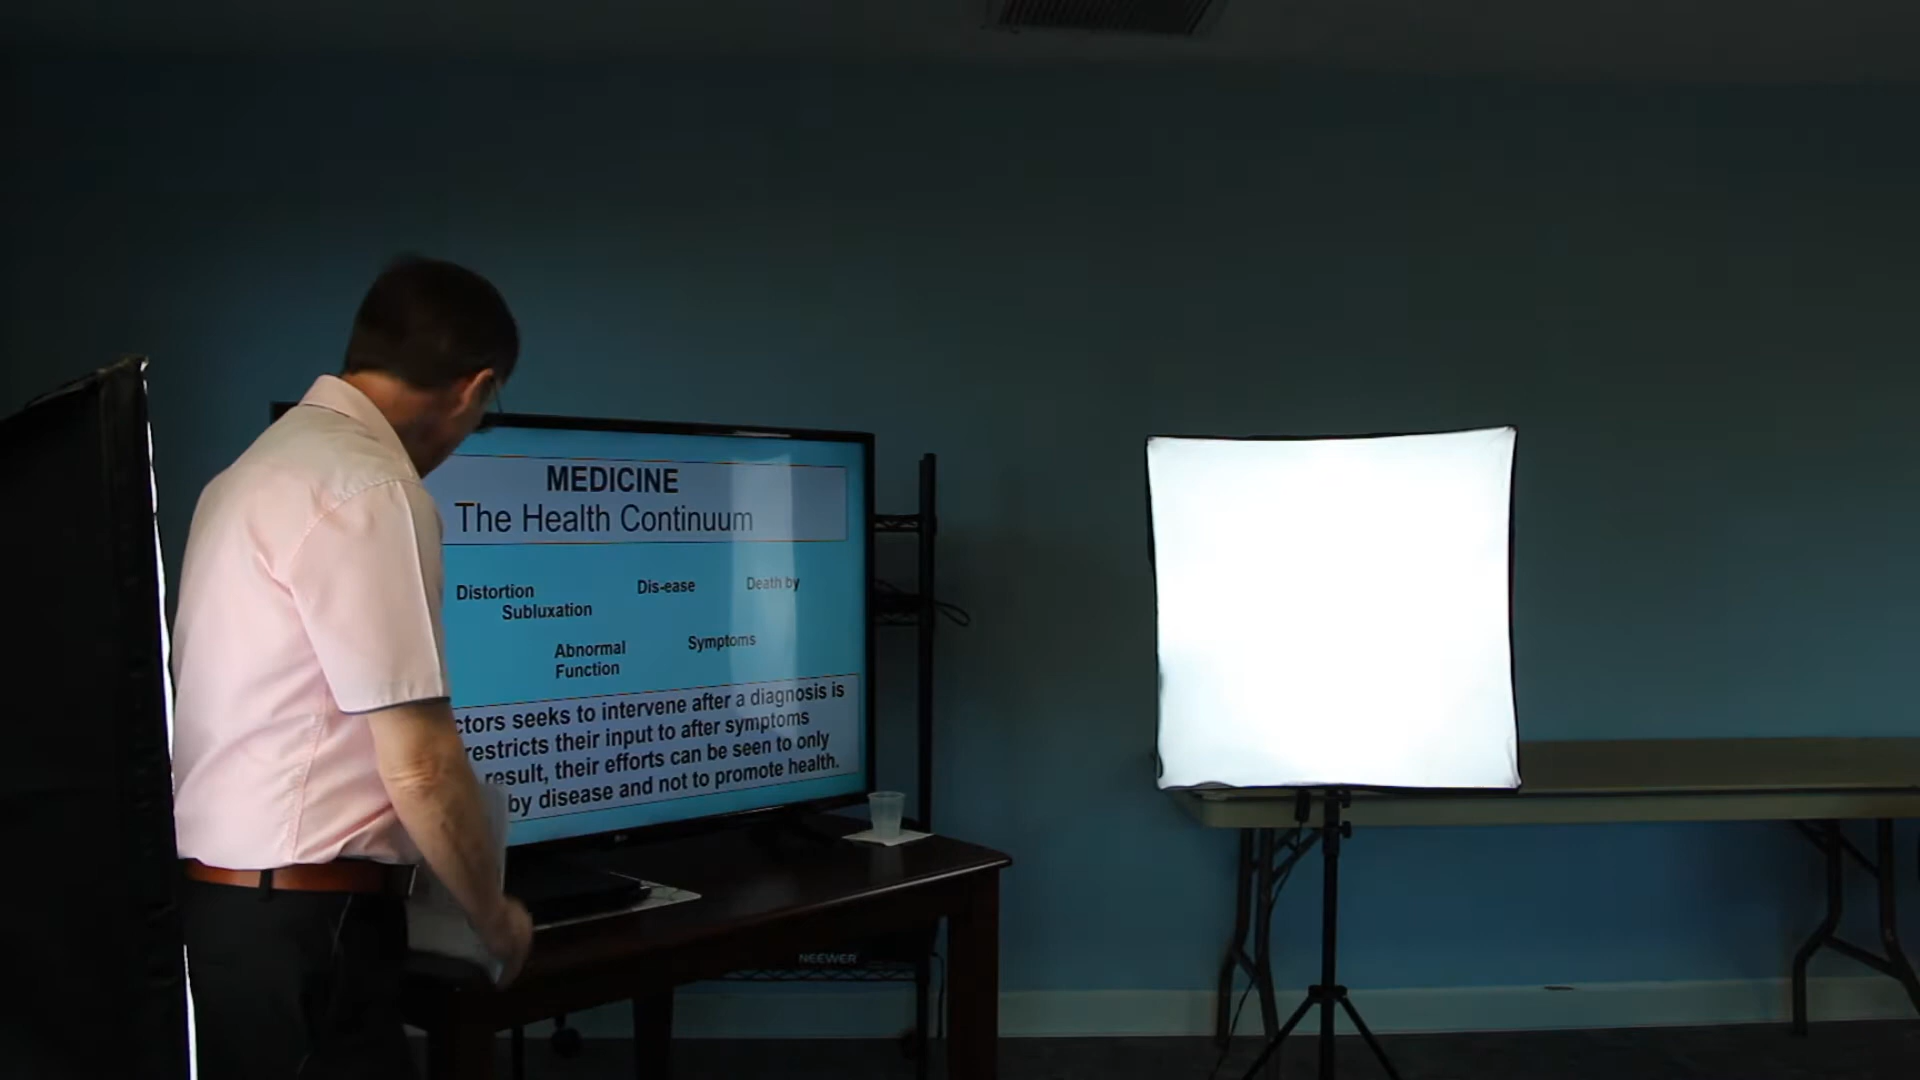 MEDICINE
The Health Continuum
Distortion
Subluxation
Dis-ease
Death by
Abnormal
Function
Symptoms
ctors seeks to intervene after a diagnosis is
restricts their input to after symptoms
result, their efforts can be seen to only
by disease and not to promote health.
LG
NEEWER